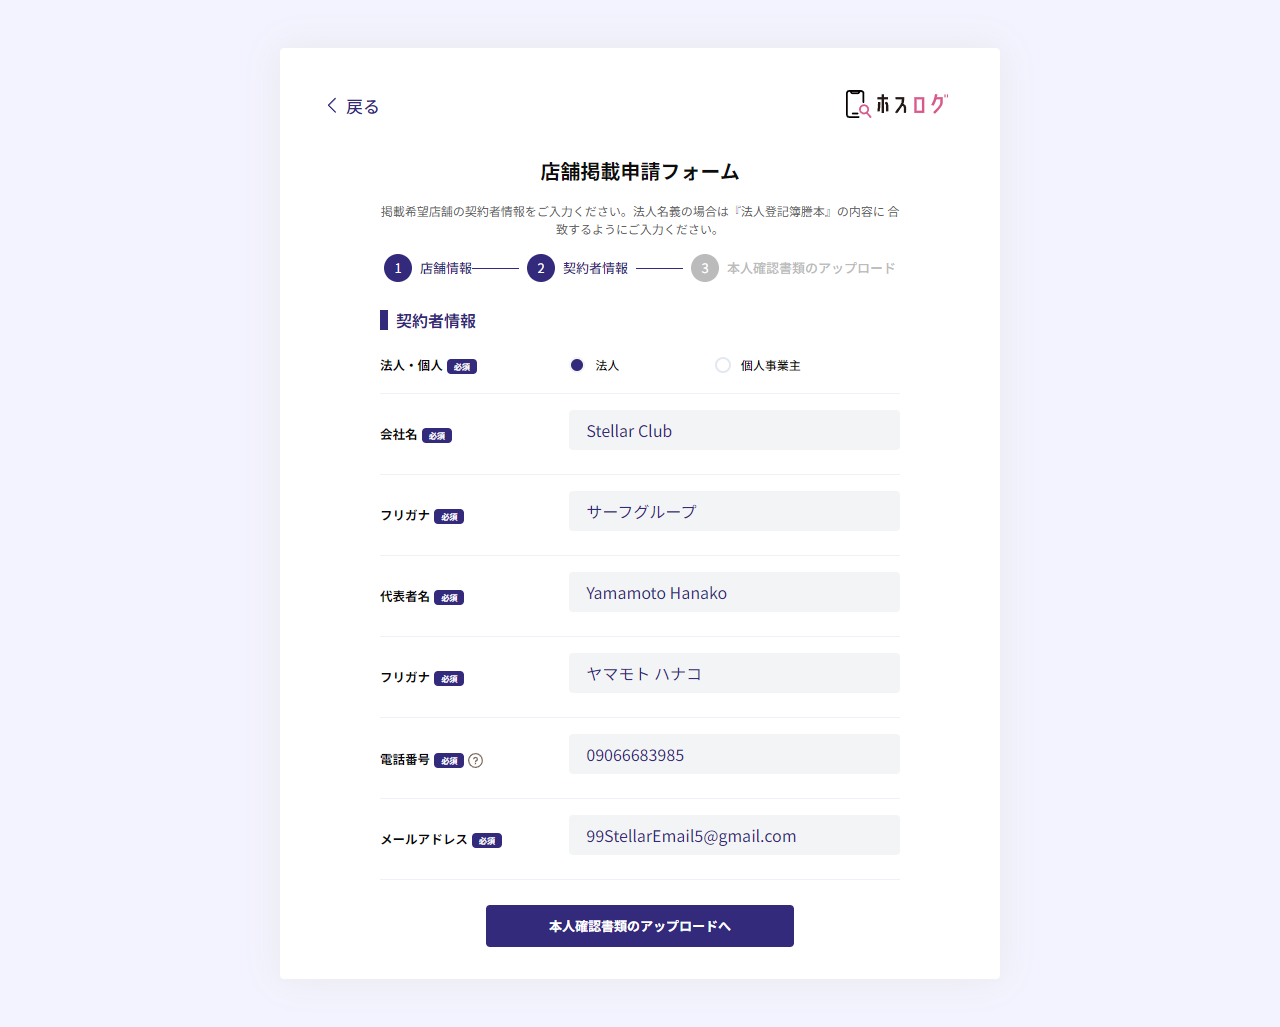 戻る
ホスログ
店舗掲載申請フォーム
掲載希望店舗の契約者情報をご入力ください。法人名義の場合は『法人登記簿謄本』の内容に 合
致するようにご入力ください。
1 店舗情報 2 契約者情報 3 本人確認書類のアップロード
契約者情報
法人・個人 必須 法人 個人事業主
会社名 必須 Stellar Club
フリガナ 必須 サーフグループ
代表者名 必須 Yamamoto Hanako
フリガナ 必須 ヤマモト ハナコ
電話番号 必須 ? 09066683985
メールアドレス 必須 99StellarEmail5@gmail.com
本人確認書類のアップロードへ